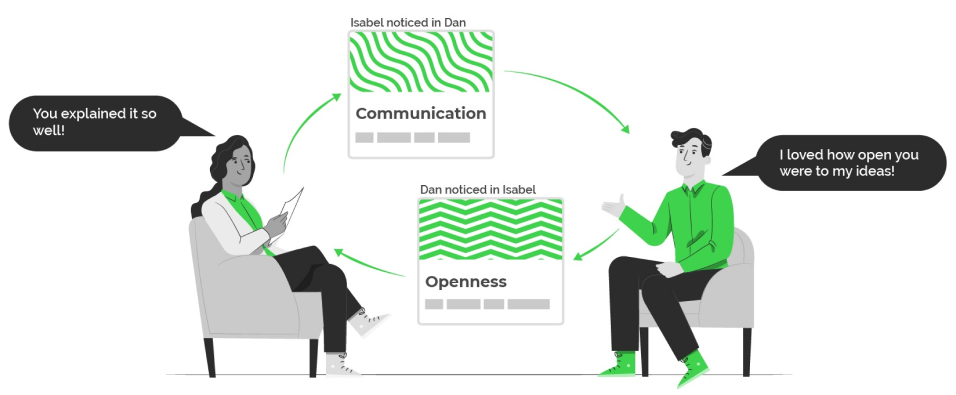 Isabel noticed in Dan
Communication
You explained it so
well!
I loved how open you
were to my ideas!
Dan noticed in Isabel
Openness